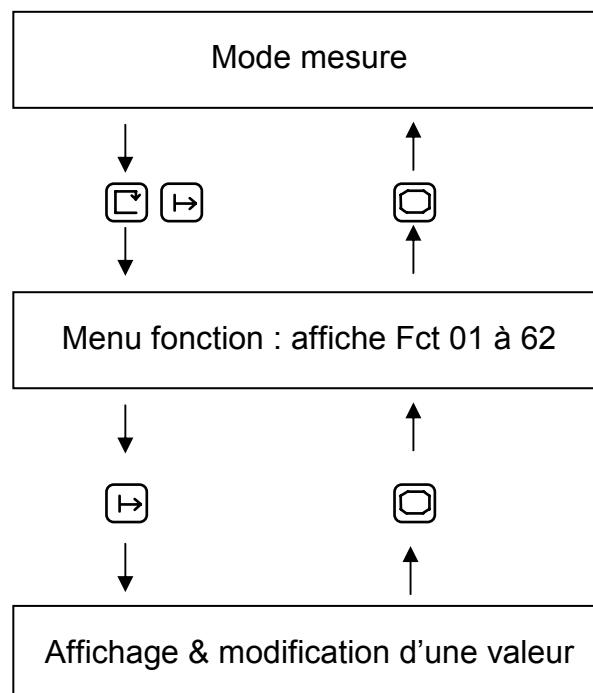 Mode mesure
Menu fonction : affiche Fct 01 à 62
Affichage & modification d’une valeur